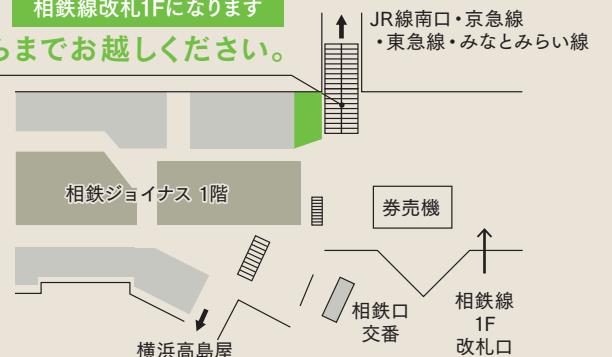 相鉄線改札1Fになります
らまでお越しください。
JR線南口・京急線
・東急線・みなとみらい線
相鉄ジョイナス 1階
券売機
相鉄口
交番
相鉄線
1F
改札口
横浜高島屋